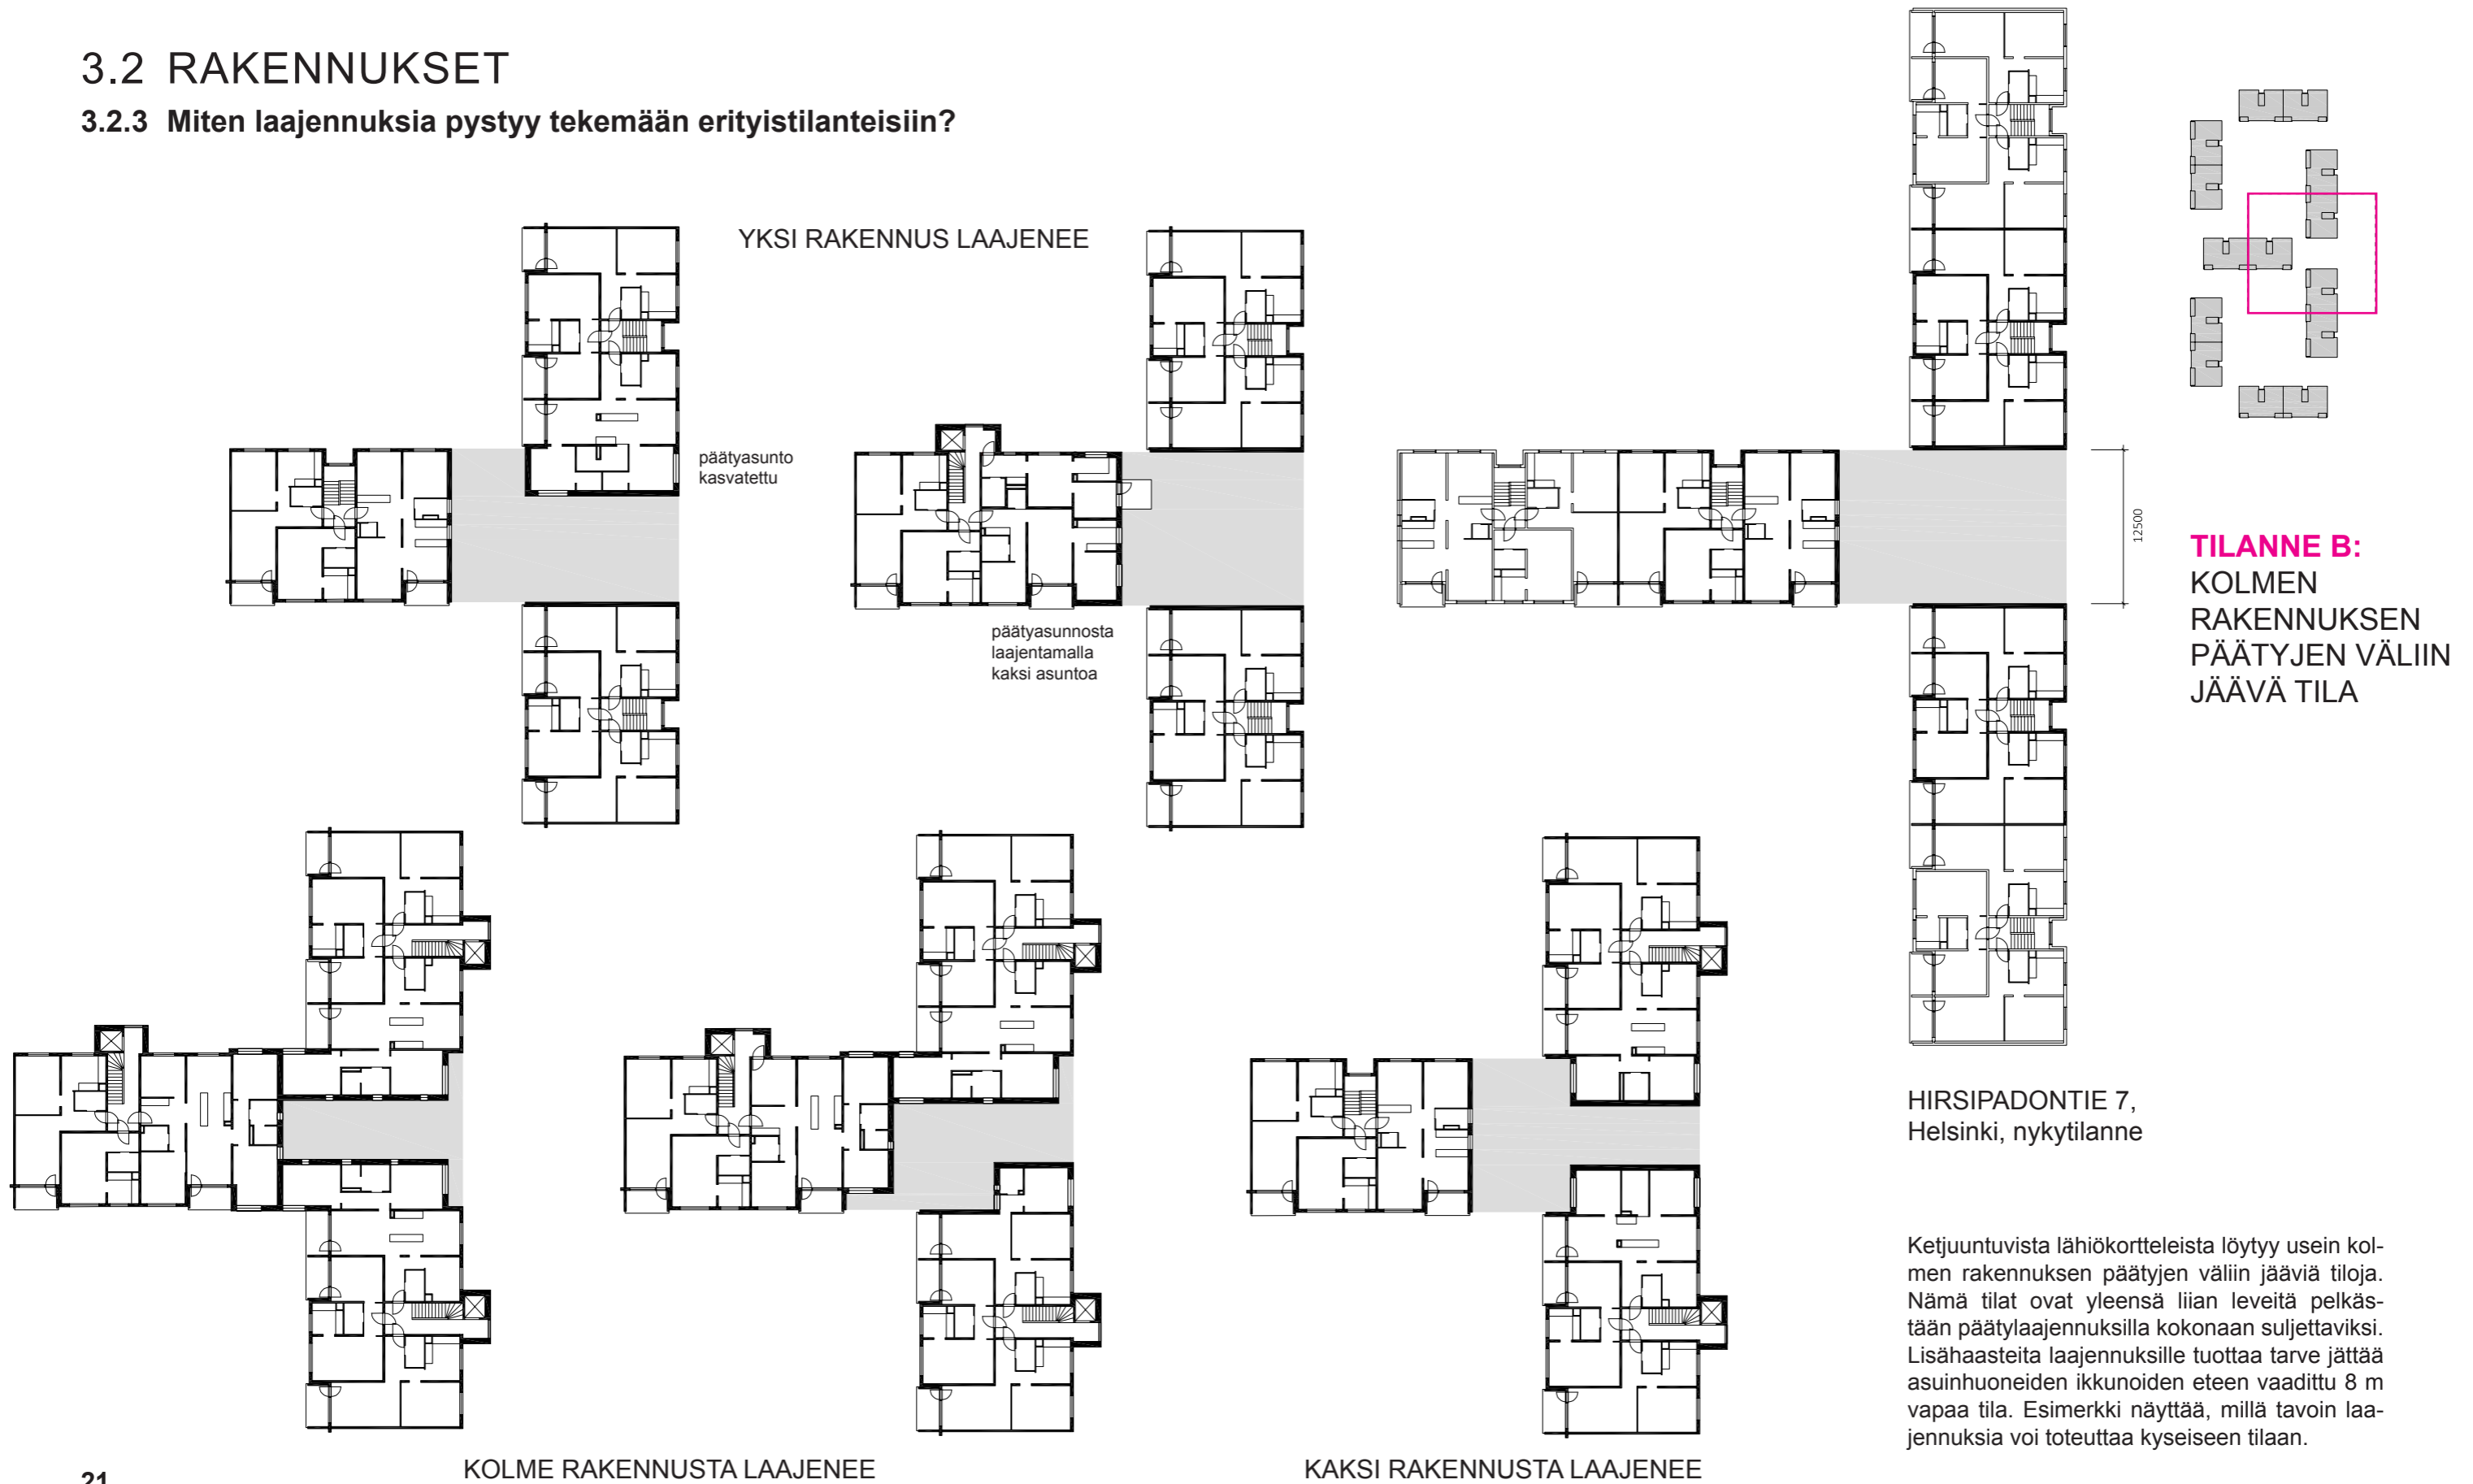 3.2 RAKENNUKSET
3.2.3 Miten laajennuksia pystyy tekemään erityistilanteisiin?
YKSI RAKENNUS LAAJENEE
päätyasunto
kasvatettu
päätyasunnosta
laajentamalla
kaksi asuntoa
12500
TILANNE B:
KOLMEN
RAKENNUKSEN
PÄÄTYJEN VÄLIIN
JÄÄVÄ TILA
HIRSIPADONTIE 7,
Helsinki, nykytilanne
Ketjuuntuvista lähiökortteleista löytyy usein kol-
men rakennuksen päätyjen väliin jääviä tiloja.
Nämä tilat ovat yleensä liian leveitä pelkäs-
tään päätylaajennuksilla kokonaan suljettaviksi.
Lisähaasteita laajennuksille tuottaa tarve jättää
asuinhuoneiden ikkunoiden eteen vaadittu 8 m
vapaa tila. Esimerkki näyttää, millä tavoin laa-
jennuksia voi toteuttaa kyseiseen tilaan.
KOLME RAKENNUSTA LAAJENEE
KAKSI RAKENNUSTA LAAJENEE
21